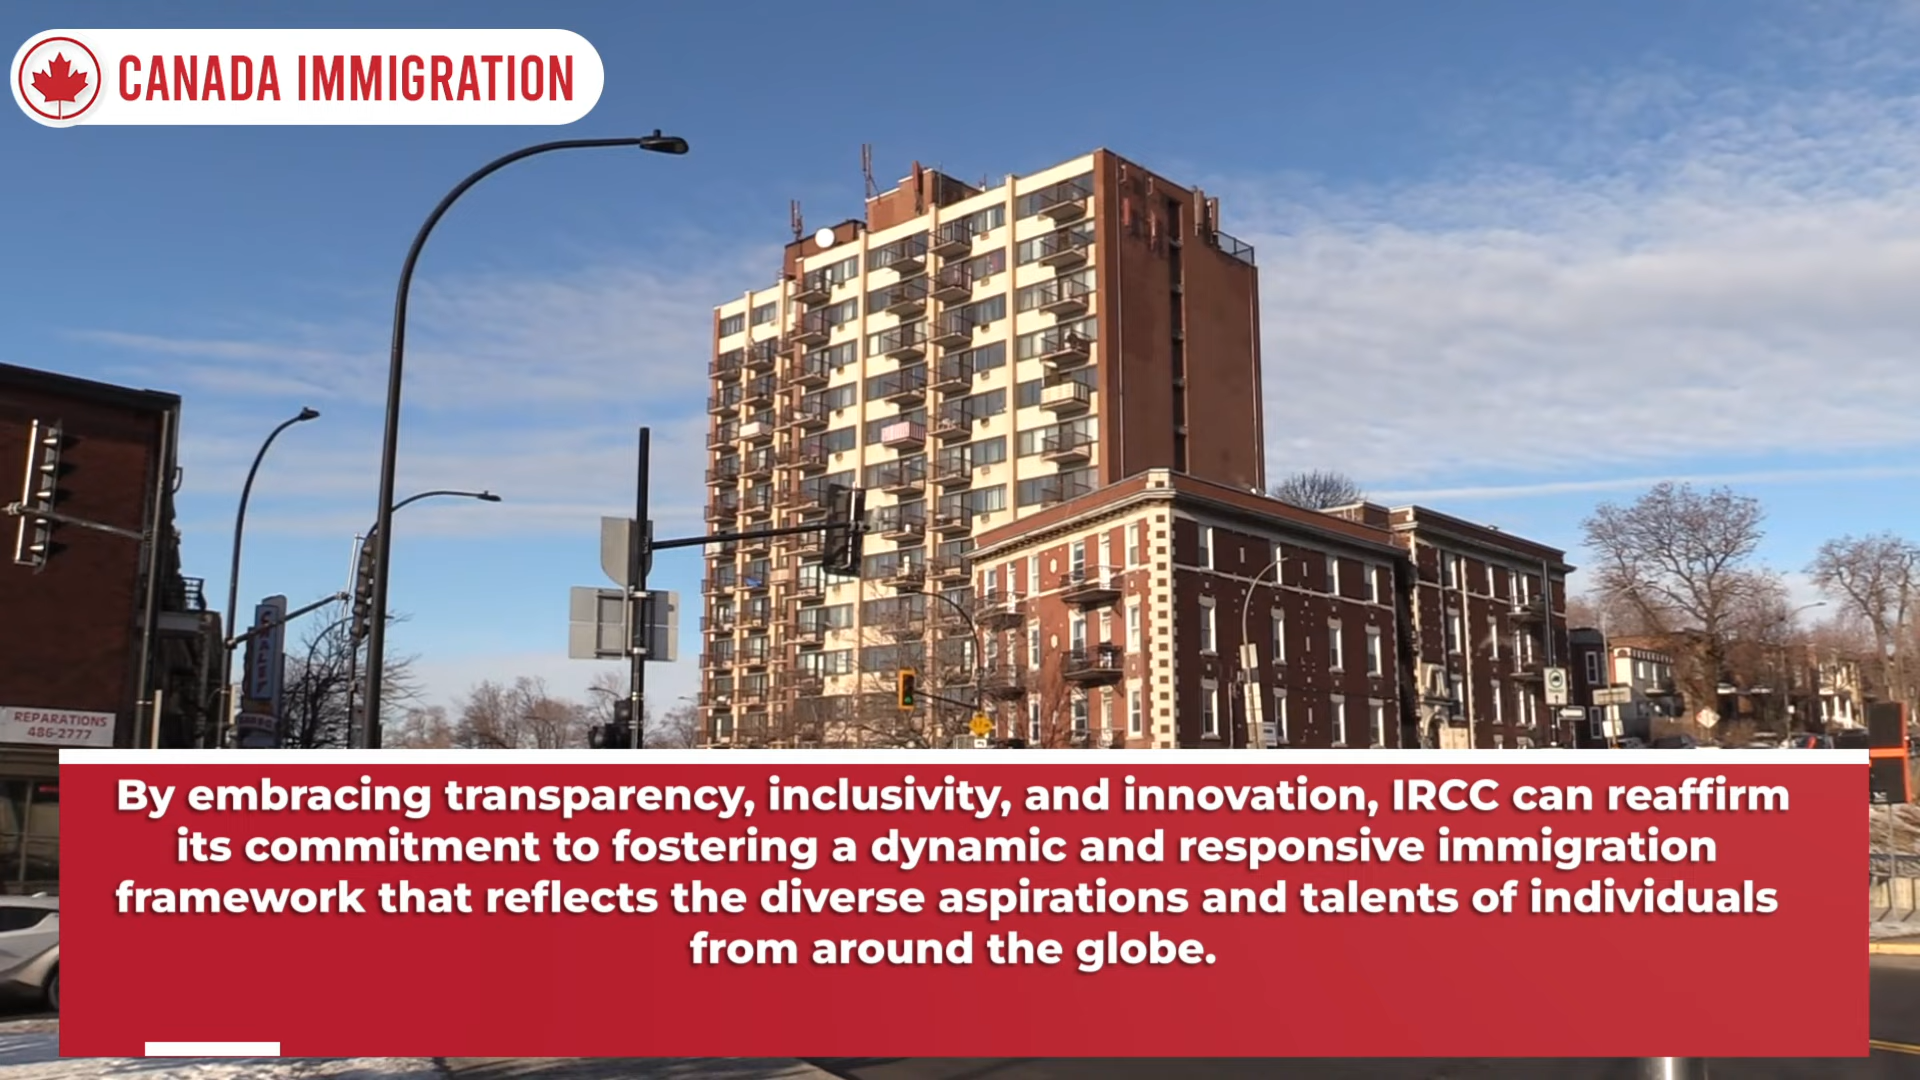 CANADA IMMIGRATION
REPARATIONS
486-2777
By embracing transparency, inclusivity, and innovation, IRCC can reaffirm
its commitment to fostering a dynamic and responsive immigration
framework that reflects the diverse aspirations and talents of individuals
from around the globe.